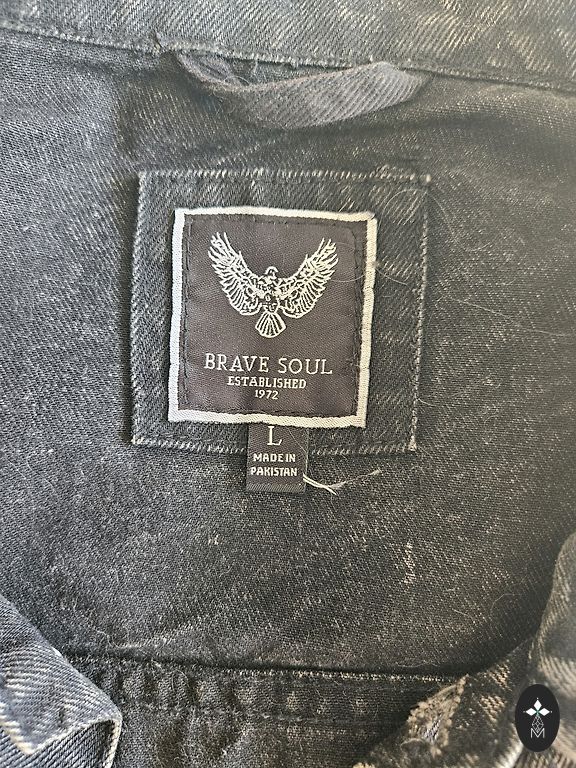 BRAVE SOUL
ESTABLISHED
1972
L
MADE IN
PAKISTAN
M